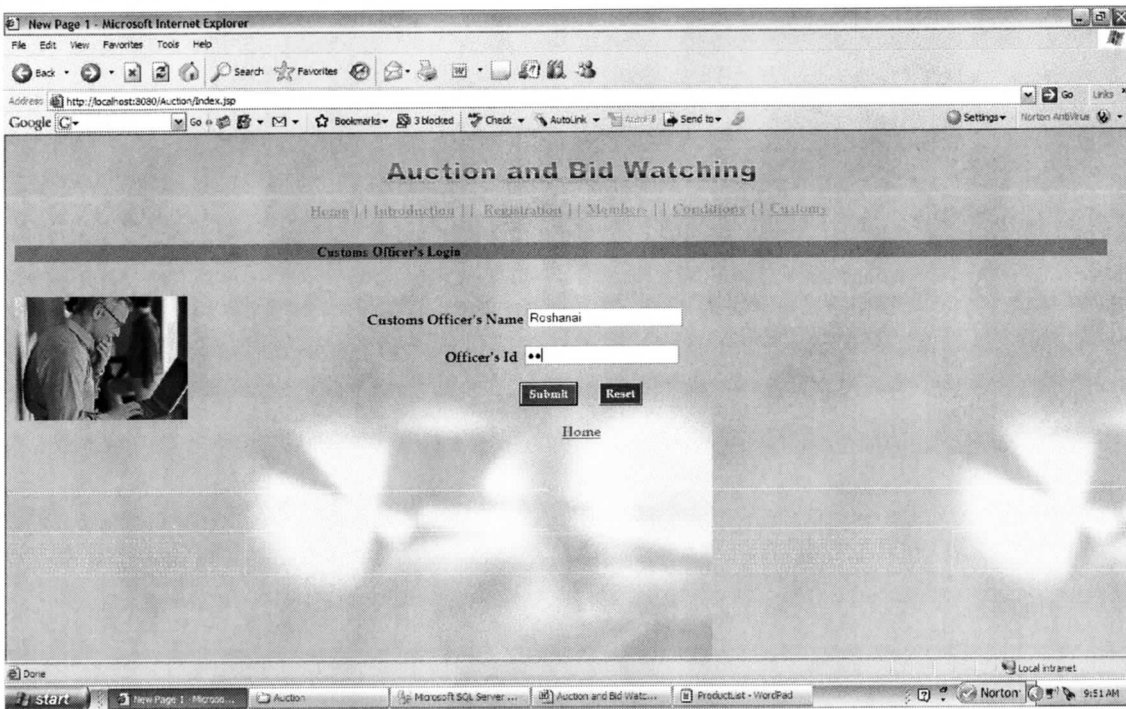 New Page 1 - Microsoft Internet Explorer
File Edit View Favorites Tools Help
Back Search Favorites
Address http://localhost:8080/Auction/Index.jsp Go Links
Google G Go Bookmarks 3 blocked Check AutoLink Send to Settings Norton AntiVirus
Auction and Bid Watching
Home || Introduction || Registration || Members || Conditions || Customs
Customs Officer's Login
Customs Officer's Name Roshanai
Officer's Id ••
Submit Reset
Home
Done Local intranet
start New Page 1 - Microso... Auction Microsoft SQL Server ... Auction and Bid Watc... ProductList - WordPad Norton 9:51 AM